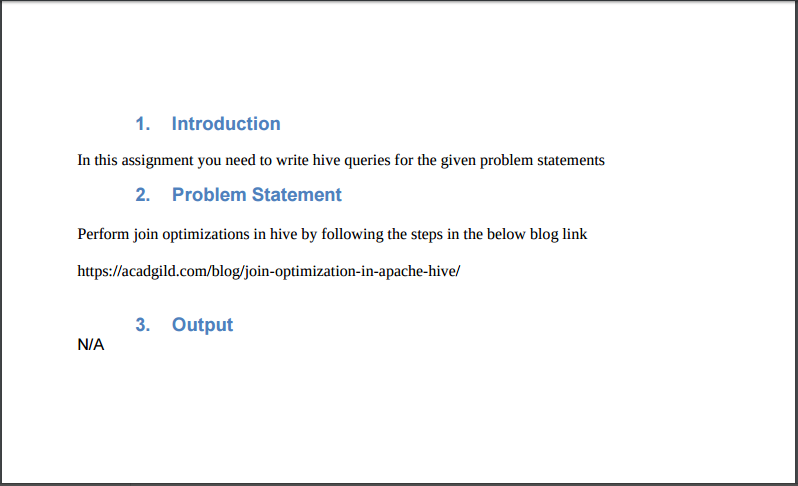 1. Introduction
In this assignment you need to write hive queries for the given problem statements
2. Problem Statement
Perform join optimizations in hive by following the steps in the below blog link
https://acadgild.com/blog/join-optimization-in-apache-hive/
3. Output
N/A